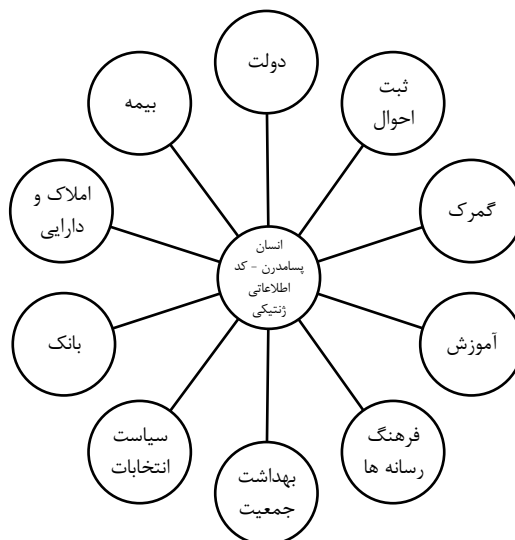 دولت
ثبت
احوال
گمرک
آموزش
فرهنگ
رسانه ها
بهداشت
جمعیت
سیاست
انتخابات
بانک
املاک و
دارایی
بیمه
انسان
پسامدرن - کد
اطلاعاتی
ژنتیکی